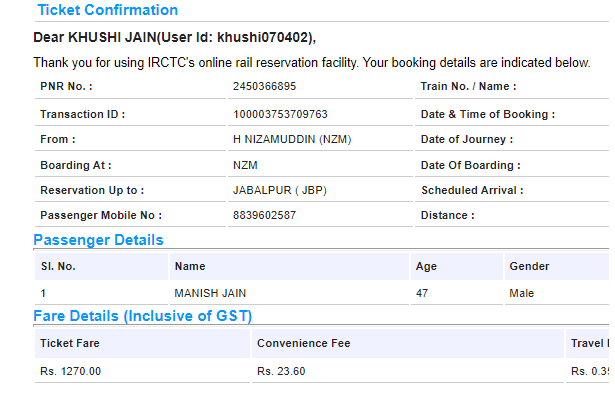 Ticket Confirmation
Dear KHUSHI JAIN(User Id: khushi070402),
Thank you for using IRCTC's online rail reservation facility. Your booking details are indicated below.
PNR No. : 2450366895 Train No. / Name :
Transaction ID : 100003753709763 Date & Time of Booking :
From : H NIZAMUDDIN (NZM) Date of Journey :
Boarding At : NZM Date Of Boarding :
Reservation Up to : JABALPUR ( JBP) Scheduled Arrival :
Passenger Mobile No : 8839602587 Distance :
Passenger Details
Sl. No. Name Age Gender
1 MANISH JAIN 47 Male
Fare Details (Inclusive of GST)
Ticket Fare Convenience Fee Travel
Rs. 1270.00 Rs. 23.60 Rs. 0.35